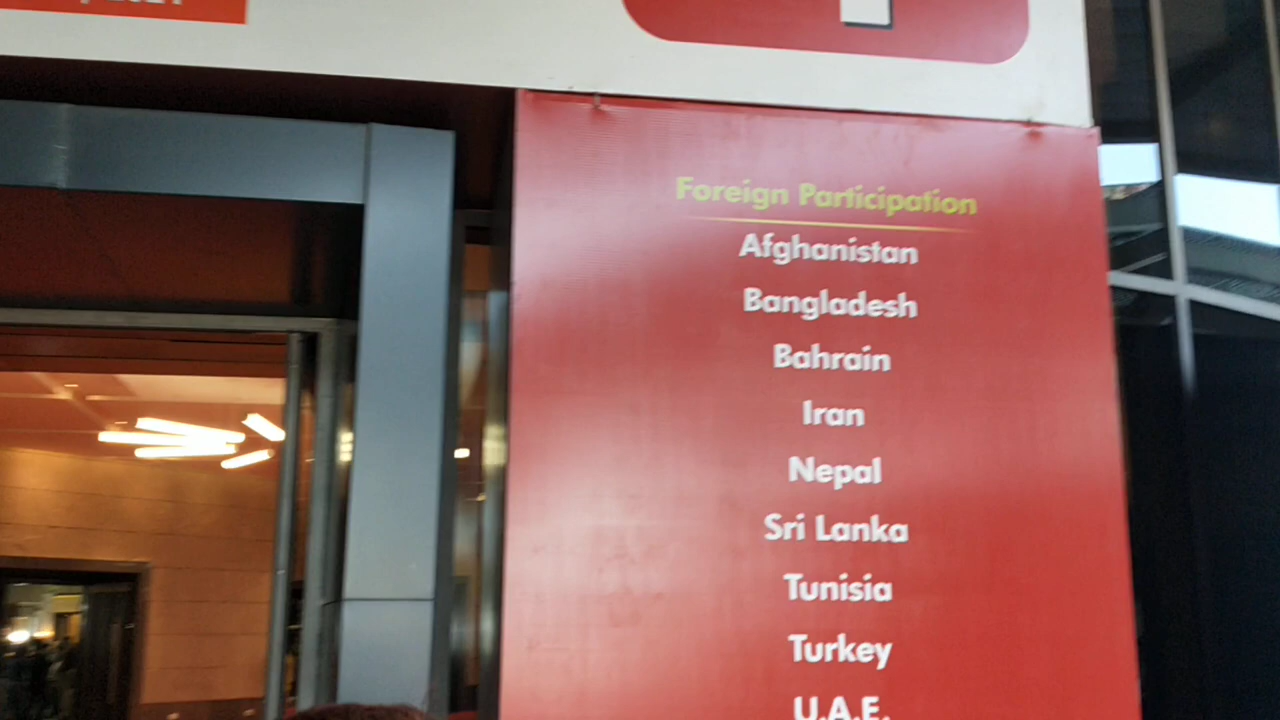 Foreign Participation
Afghanistan
Bangladesh
Bahrain
Iran
Nepal
Sri Lanka
Tunisia
Turkey
U.A.E.